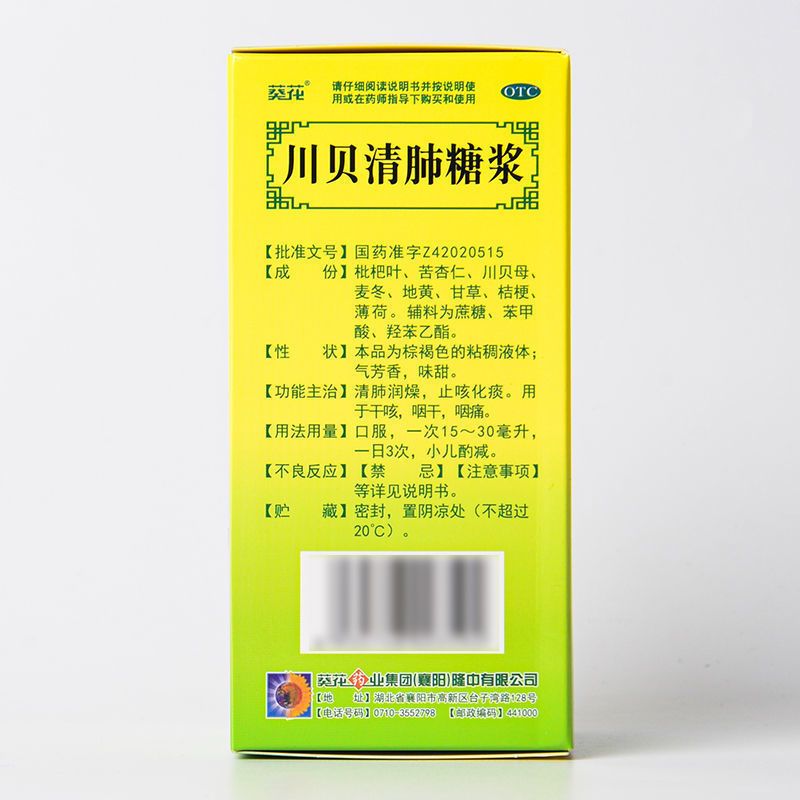 葵花®
请仔细阅读说明书并按说明使
用或在药师指导下购买和使用
OTC
川贝清肺糖浆
【批准文号】国药准字Z42020515
【成　　份】枇杷叶、苦杏仁、川贝母、
麦冬、地黄、甘草、桔梗、
薄荷。辅料为蔗糖、苯甲
酸、羟苯乙酯。
【性　　状】本品为棕褐色的粘稠液体；
气芳香，味甜。
【功能主治】清肺润燥，止咳化痰。用
于干咳，咽干，咽痛。
【用法用量】口服，一次15～30毫升，
一日3次，小儿酌减。
【不良反应】【禁　　忌】【注意事项】
等详见说明书。
【贮　　藏】密封，置阴凉处（不超过
20℃）。
葵花药业集团(襄阳)隆中有限公司
【地　　址】湖北省襄阳市高新区台子湾路128号
【电话号码】0710-3552798 【邮政编码】441000